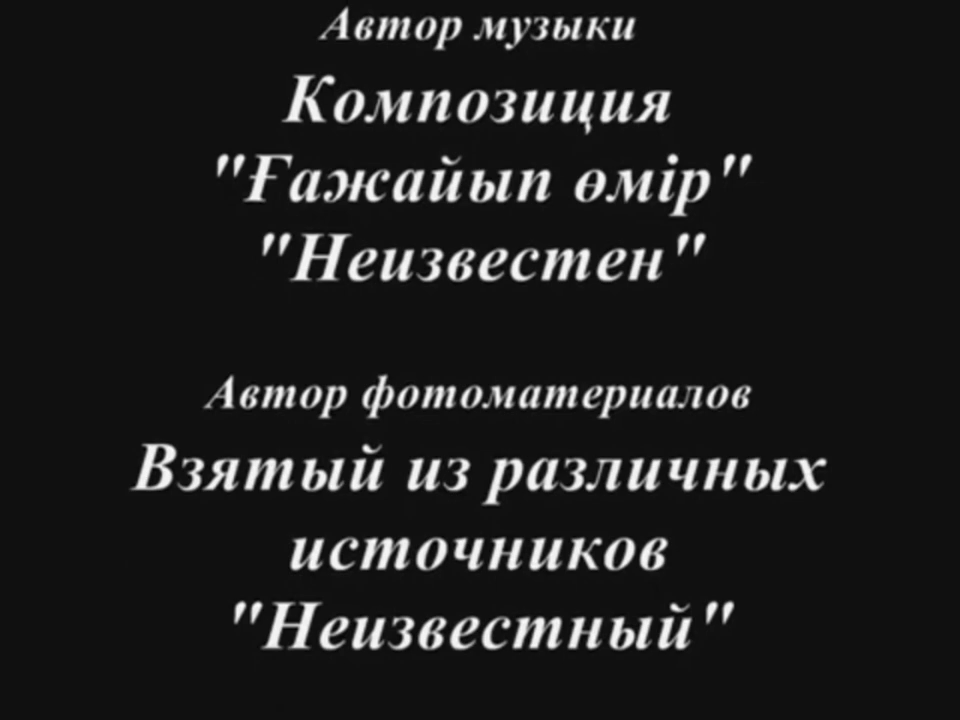 Автор музыки
Композиция
"Ғажайып өмір"
"Неизвестен"
Автор фотоматериалов
Взятый из различных
источников
"Неизвестный"